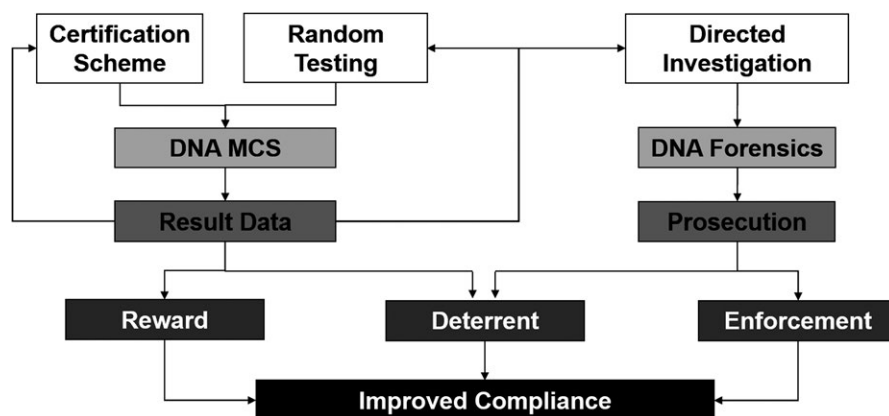 Certification
Scheme
Random
Testing
Directed
Investigation
DNA MCS
DNA Forensics
Result Data
Prosecution
Reward
Deterrent
Enforcement
Improved Compliance